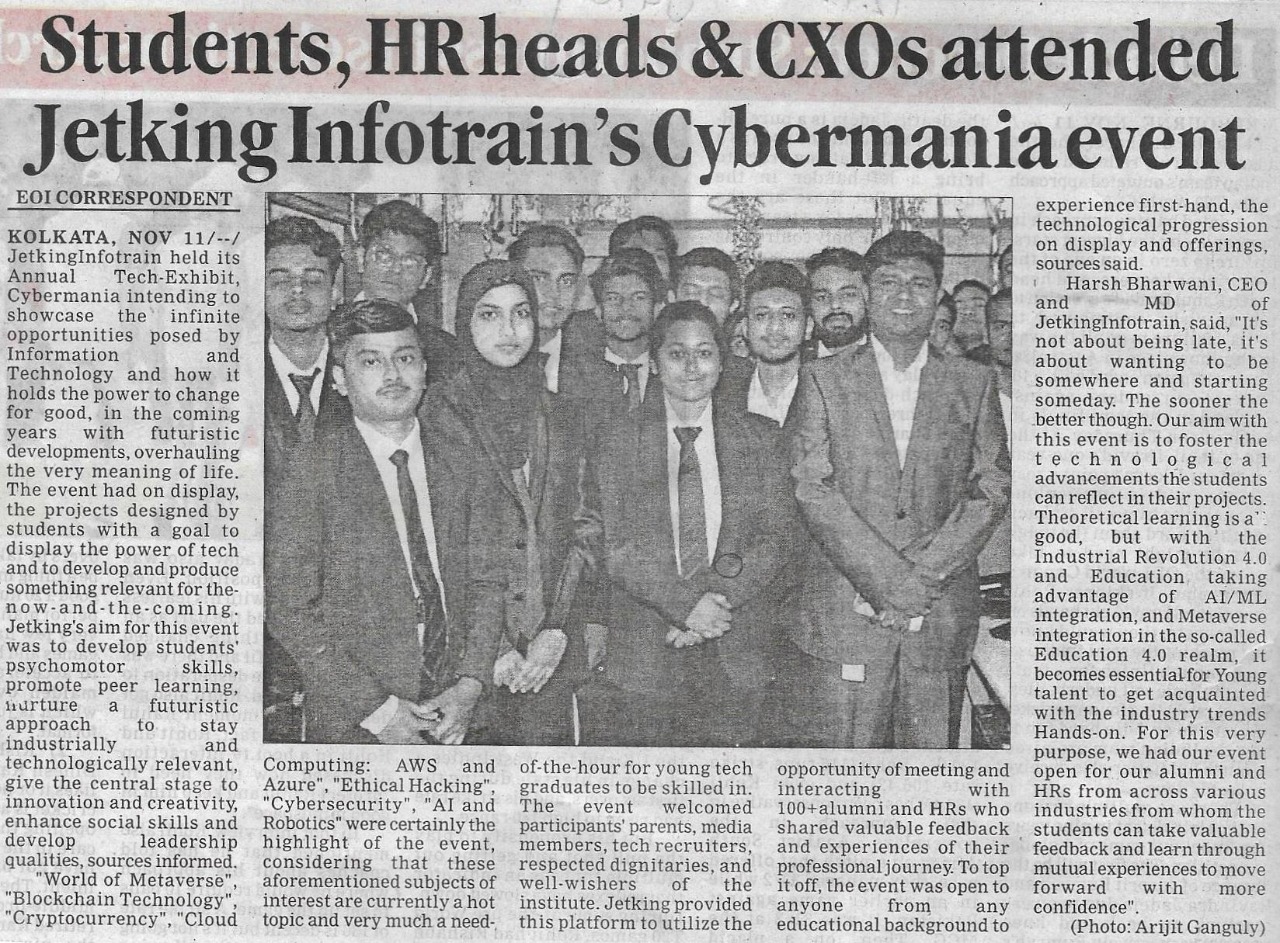 Students, HR heads & CXOs attended
Jetking Infotrain's Cybermania event
EOI CORRESPONDENT
KOLKATA, NOV 11/--/
JetkingInfotrain held its
Annual Tech-Exhibit,
Cybermania intending to
showcase the infinite
opportunities posed by
Information and
Technology and how it
holds the power to change
for good, in the coming
years with futuristic
developments, overhauling
the very meaning of life.
The event had on display,
the projects designed by
students with a goal to
display the power of tech
and to develop and produce
something relevant for the-
now-and-the-coming.
Jetking's aim for this event
was to develop students'
psychomotor skills,
promote peer learning,
nurture a futuristic
approach to stay
industrially and
technologically relevant,
give the central stage to
innovation and creativity,
enhance social skills and
develop leadership
qualities, sources informed.
"World of Metaverse",
"Blockchain Technology",
"Cryptocurrency", "Cloud
Computing: AWS and
Azure", "Ethical Hacking",
"Cybersecurity", "AI and
Robotics" were certainly the
highlight of the event,
considering that these
aforementioned subjects of
interest are currently a hot
topic and very much a need-
of-the-hour for young tech
graduates to be skilled in.
The event welcomed
participants' parents, media
members, tech recruiters,
respected dignitaries, and
well-wishers of the
institute. Jetking provided
this platform to utilize the
opportunity of meeting and
interacting with
100+alumni and HRs who
shared valuable feedback
and experiences of their
professional journey. To top
it off, the event was open to
anyone from any
educational background to
experience first-hand, the
technological progression
on display and offerings,
sources said.
Harsh Bharwani, CEO
and MD of
JetkingInfotrain, said, "It's
not about being late, it's
about wanting to be
somewhere and starting
someday. The sooner the
better though. Our aim with
this event is to foster the
technological
advancements the students
can reflect in their projects.
Theoretical learning is a
good, but with the
Industrial Revolution 4.0
and Education taking
advantage of AI/ML
integration, and Metaverse
integration in the so-called
Education 4.0 realm, it
becomes essential for Young
talent to get acquainted
with the industry trends
Hands-on. For this very
purpose, we had our event
open for our alumni and
HRs from across various
industries from whom the
students can take valuable
feedback and learn through
mutual experiences to move
forward with more
confidence".
(Photo: Arijit Ganguly)